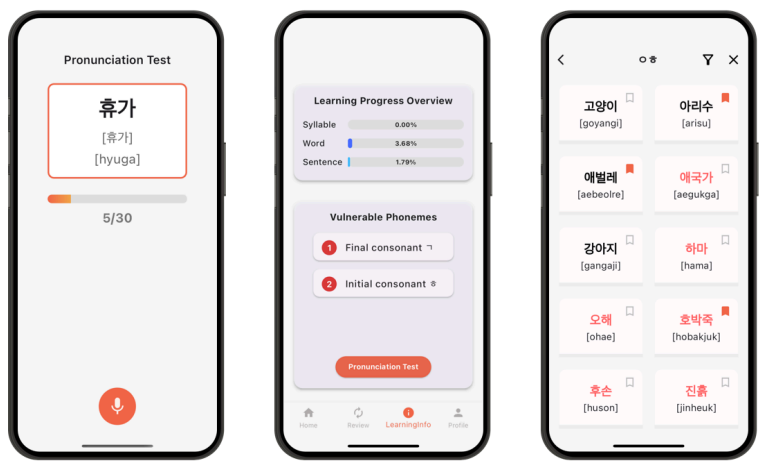 Pronunciation Test
휴가
[휴가]
[hyuga]
5/30
Learning Progress Overview
Syllable 0.00%
Word 3.68%
Sentence 1.79%
Vulnerable Phonemes
1 Final consonant ㄱ
2 Initial consonant ㅎ
Pronunciation Test
Home Review LearningInfo Profile
ㅇㅎ
고양이 아리수
[goyangi] [arisu]
애벌레 애국가
[aebeolre] [aegukga]
강아지 하마
[gangaji] [hama]
오해 호박죽
[ohae] [hobakjuk]
후손 진흙
[huson] [jinheuk]